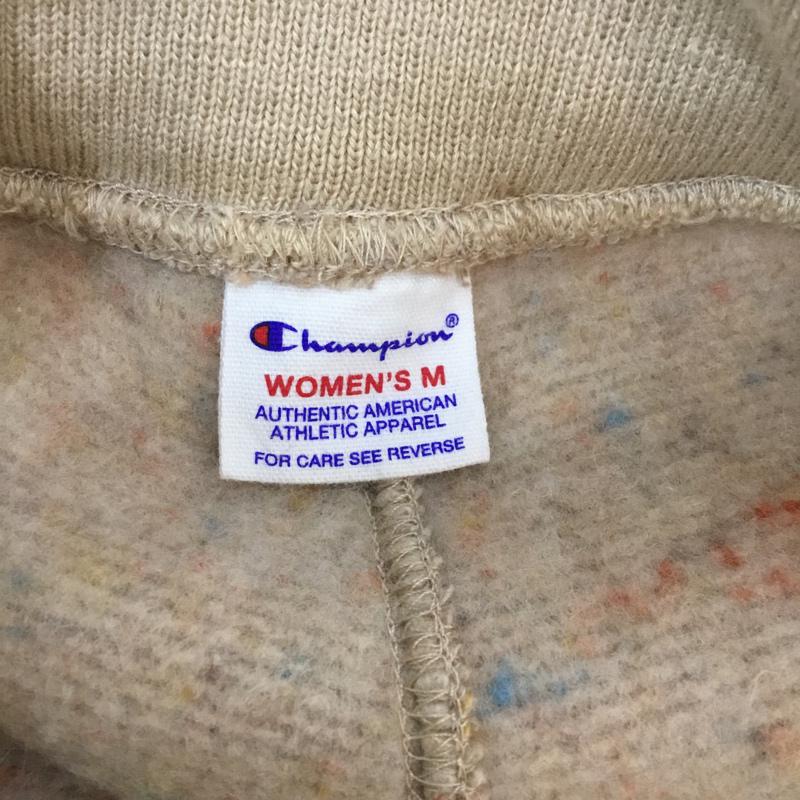 Champion®
WOMEN'S M
AUTHENTIC AMERICAN
ATHLETIC APPAREL
FOR CARE SEE REVERSE